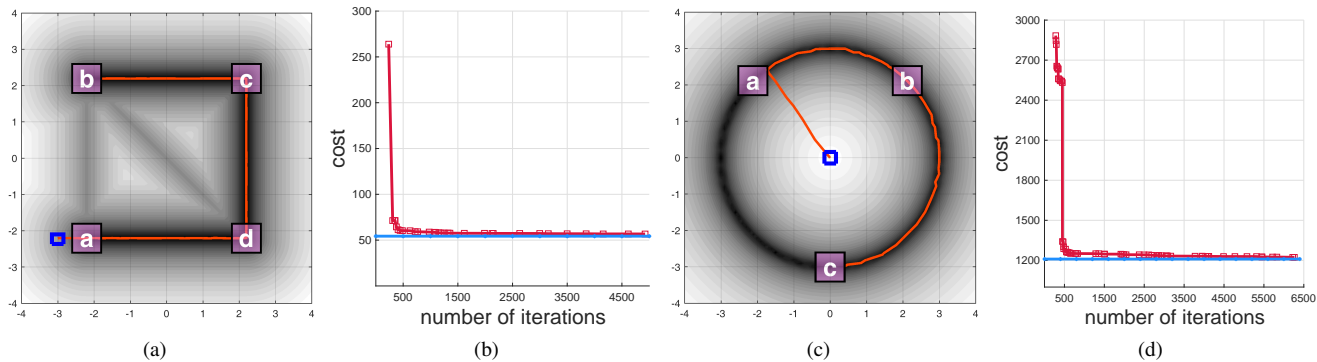 4
3
2
1
0
-1
-2
-3
-4
-4 -3 -2 -1 0 1 2 3 4
b
c
a
d
(a)
300
250
200
150
100
50
cost
500 1500 2500 3500 4500
number of iterations
(b)
4
3
2
1
0
-1
-2
-3
-4
-4 -3 -2 -1 0 1 2 3 4
a
b
c
(c)
3000
2700
2400
2100
1800
1500
1200
cost
500 1500 2500 3500 4500 5500 6500
number of iterations
(d)